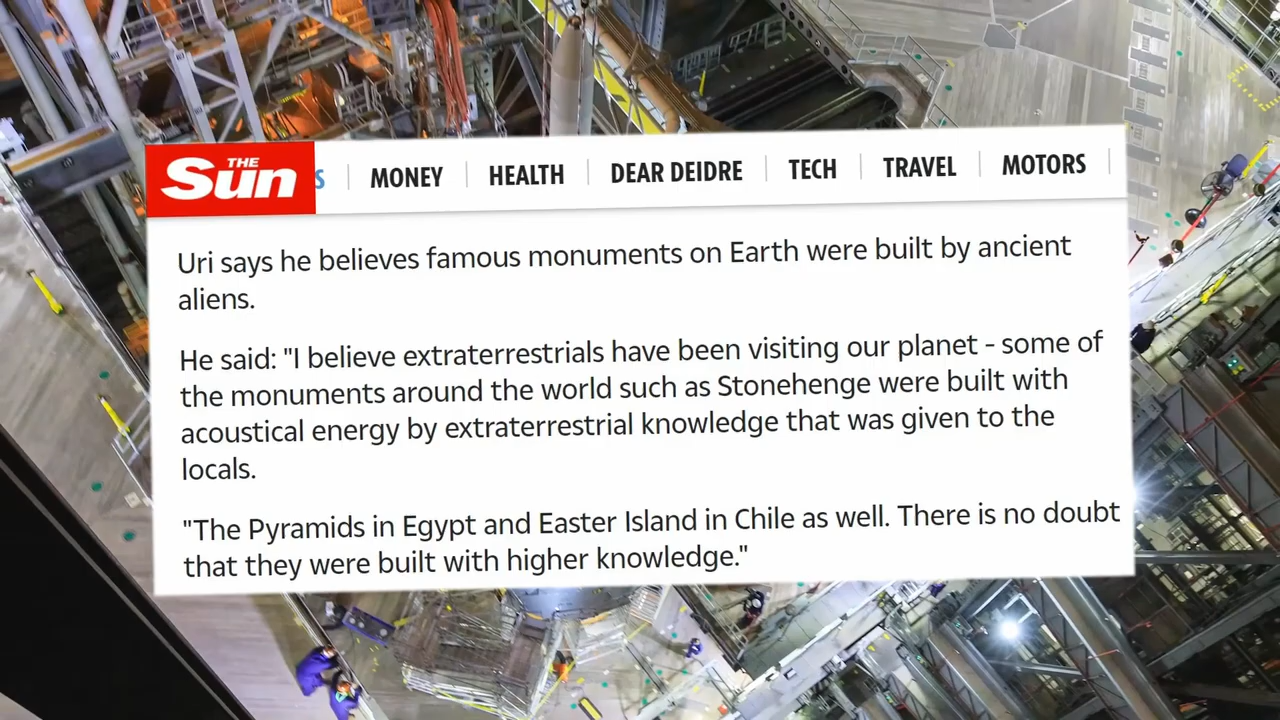 THE
Sun
S MONEY HEALTH DEAR DEIDRE TECH TRAVEL MOTORS
Uri says he believes famous monuments on Earth were built by ancient
aliens.
He said: "I believe extraterrestrials have been visiting our planet - some of
the monuments around the world such as Stonehenge were built with
acoustical energy by extraterrestrial knowledge that was given to the
locals.
"The Pyramids in Egypt and Easter Island in Chile as well. There is no doubt
that they were built with higher knowledge."